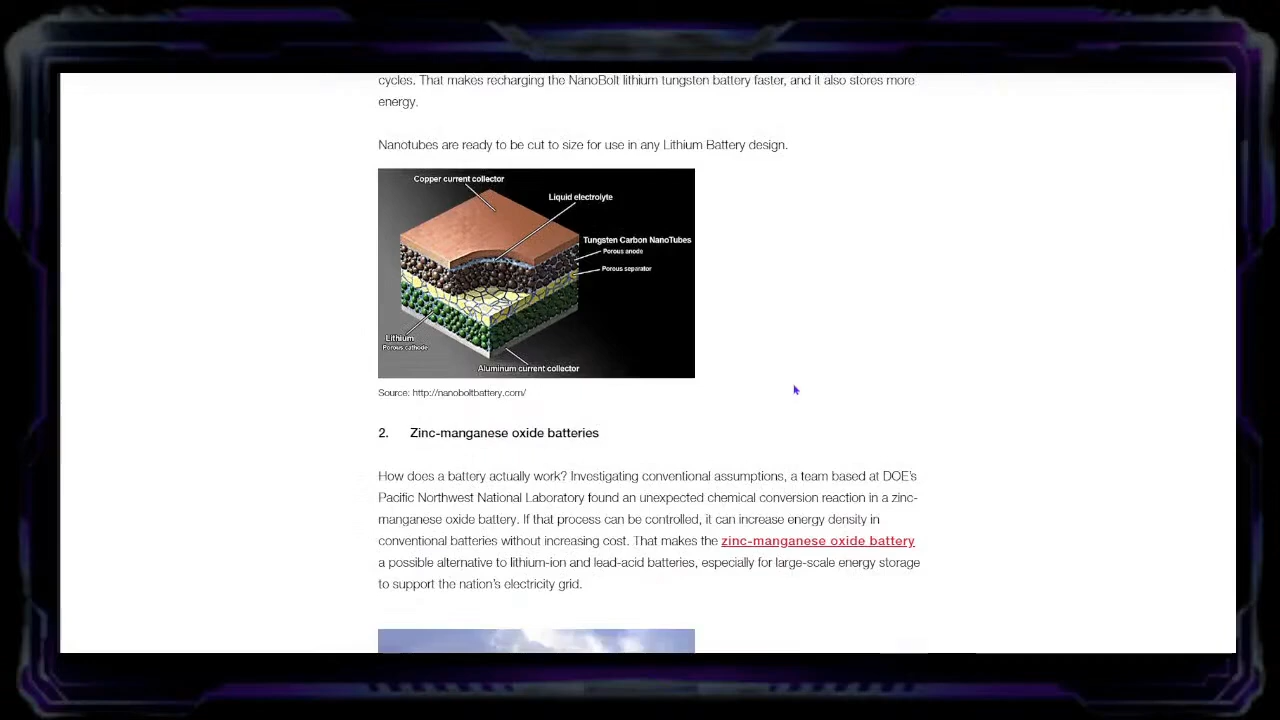 cycles. That makes recharging the NanoBolt lithium tungsten battery faster, and it also stores more
energy.
Nanotubes are ready to be cut to size for use in any Lithium Battery design.
Copper current collector
Liquid electrolyte
Tungsten Carbon NanoTubes
Porous anode
Porous separator
Lithium
Porous cathode
Aluminum current collector
Source: http://nanoboltbattery.com/
2. Zinc-manganese oxide batteries
How does a battery actually work? Investigating conventional assumptions, a team based at DOE's
Pacific Northwest National Laboratory found an unexpected chemical conversion reaction in a zinc-
manganese oxide battery. If that process can be controlled, it can increase energy density in
conventional batteries without increasing cost. That makes the zinc-manganese oxide battery
a possible alternative to lithium-ion and lead-acid batteries, especially for large-scale energy storage
to support the nation's electricity grid.